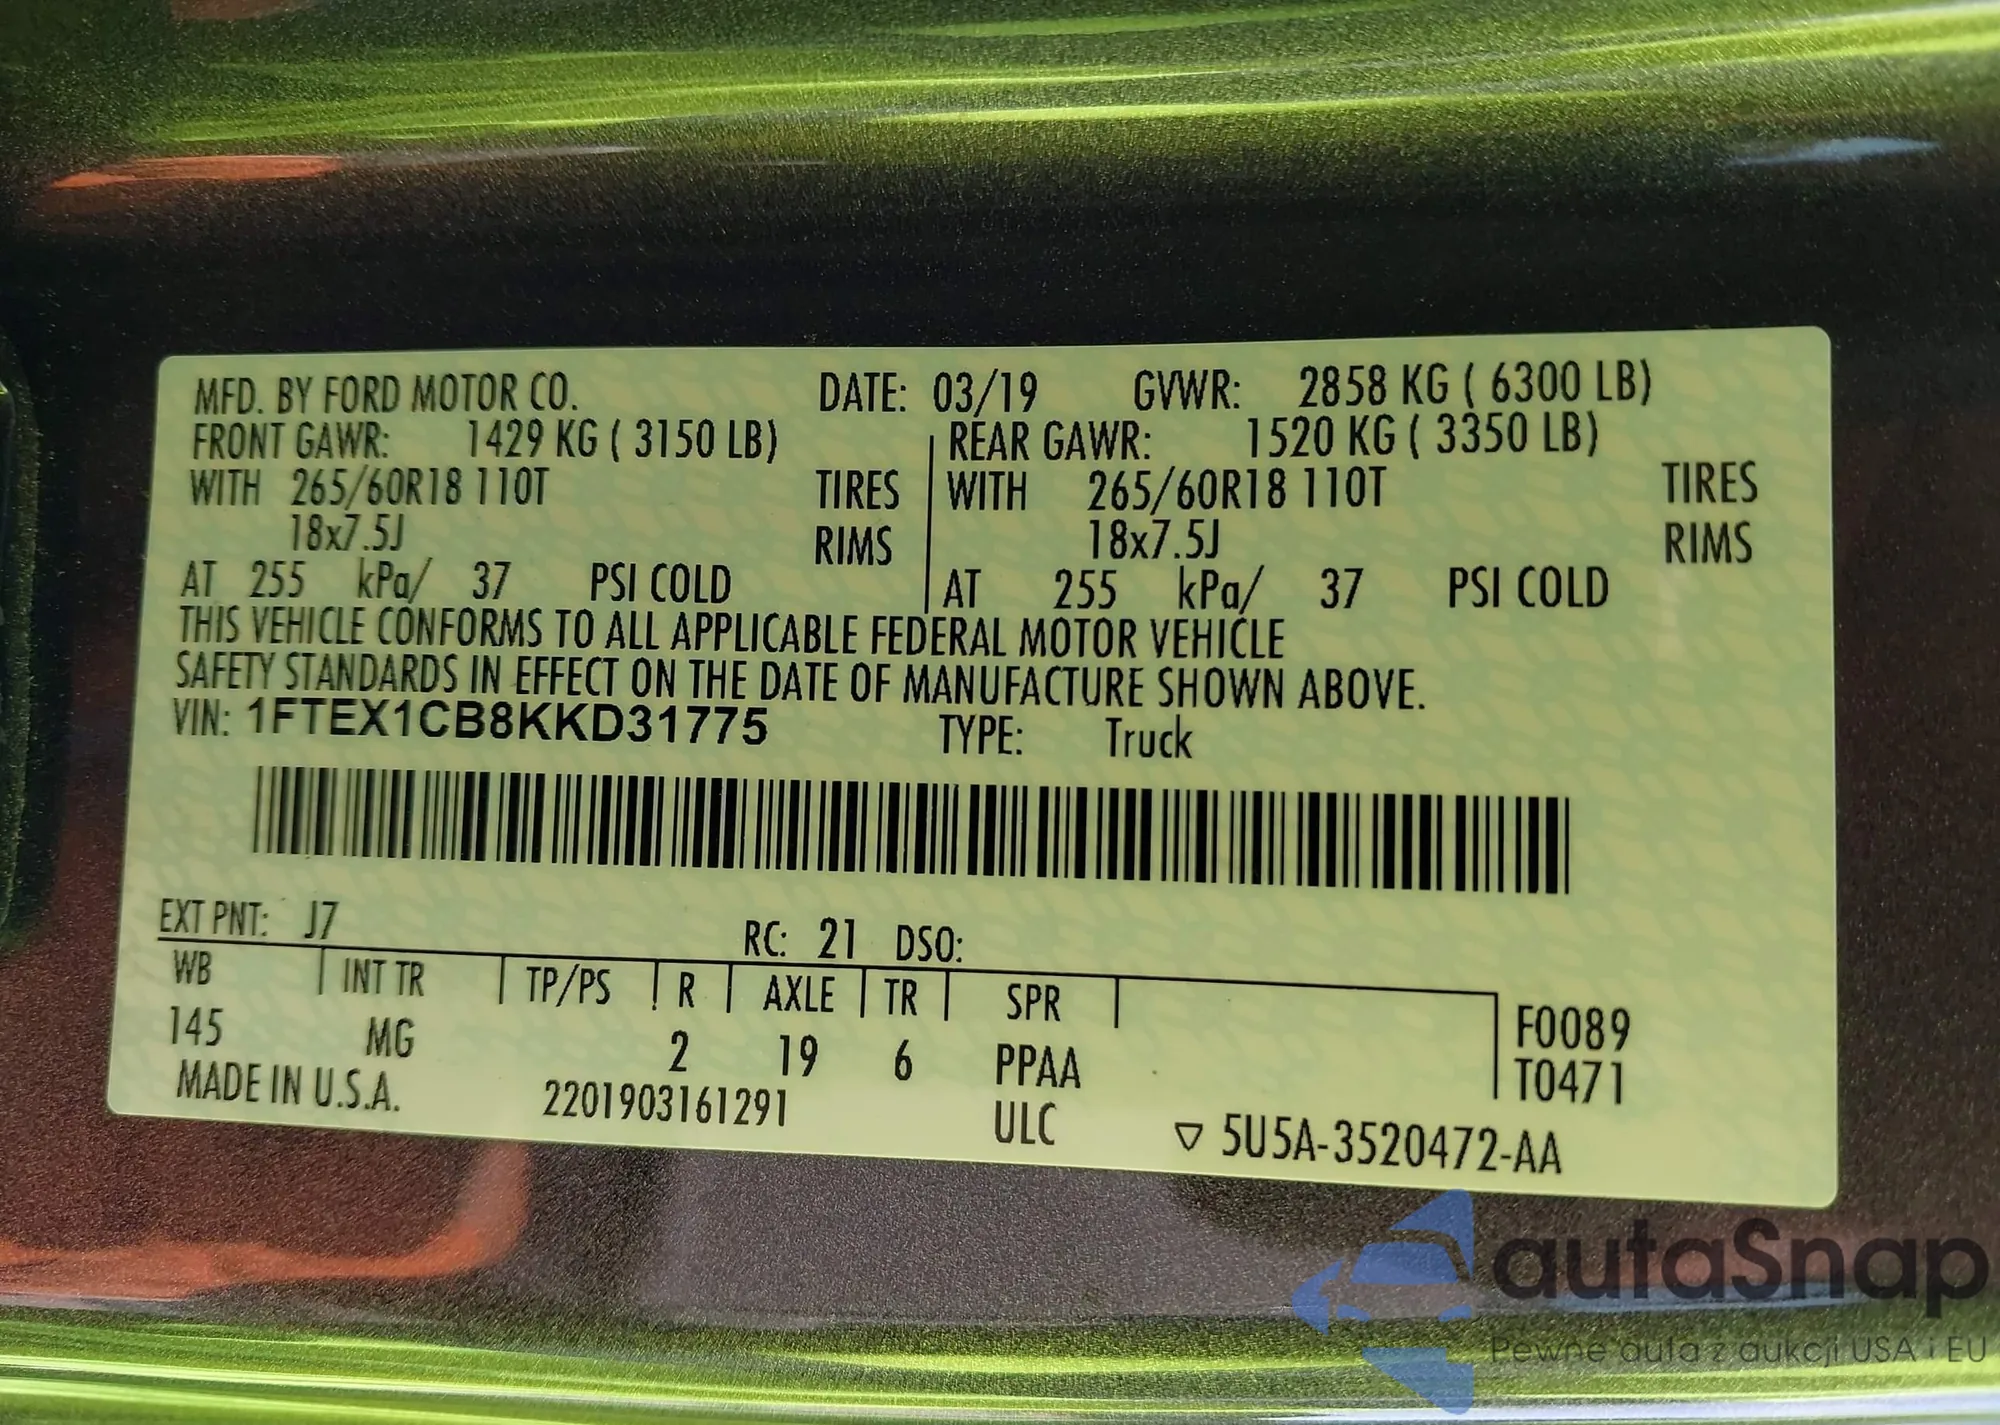 MFD. BY FORD MOTOR CO. DATE: 03/19 GVWR: 2858 KG ( 6300 LB)
FRONT GAWR: 1429 KG ( 3150 LB) REAR GAWR: 1520 KG ( 3350 LB)
WITH 265/60R18 110T TIRES WITH 265/60R18 110T TIRES
18x7.5J RIMS 18x7.5J RIMS
AT 255 kPa/ 37 PSI COLD AT 255 kPa/ 37 PSI COLD
THIS VEHICLE CONFORMS TO ALL APPLICABLE FEDERAL MOTOR VEHICLE
SAFETY STANDARDS IN EFFECT ON THE DATE OF MANUFACTURE SHOWN ABOVE.
VIN: 1FTEX1CB8KKD31775 TYPE: Truck
EXT PNT: J7 RC: 21 DSO:
WB INT TR TP/PS R AXLE TR SPR
145 MG 2 19 6 PPAA
F0089
T0471
MADE IN U.S.A. 2201903161291 ULC ▽ 5U5A-3520472-AA
autaSnap
Pewne auta z aukcji USA i EU